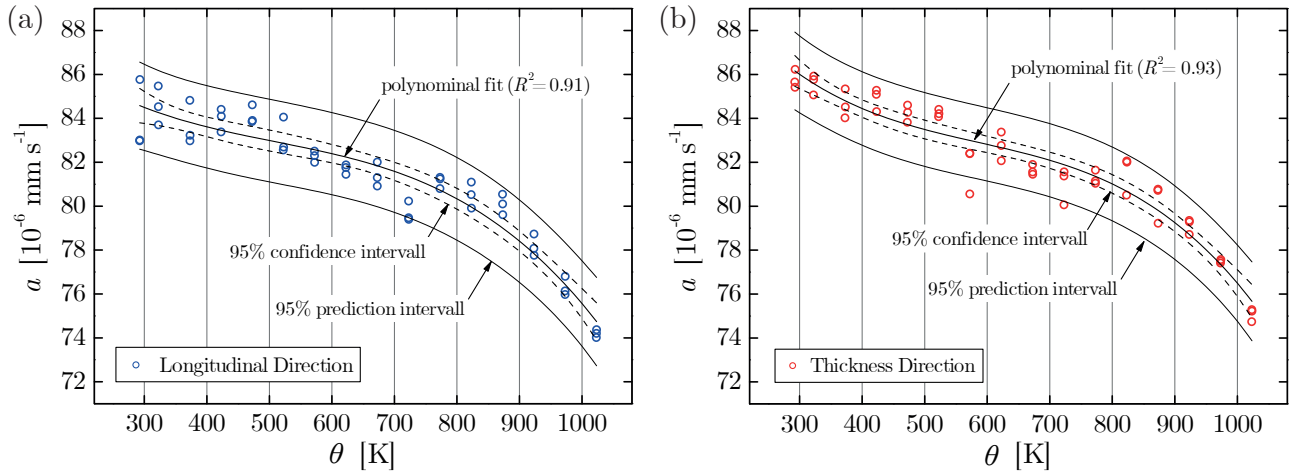 (a)
88
86
84
82
80
78
76
74
72
a [10⁻⁶ mm s⁻¹]
polynominal fit (R²= 0.91)
95% confidence intervall
95% prediction intervall
Longitudinal Direction
300 400 500 600 700 800 900 1000
θ [K]
(b)
88
86
84
82
80
78
76
74
72
a [10⁻⁶ mm s⁻¹]
polynominal fit (R²= 0.93)
95% confidence intervall
95% prediction intervall
Thickness Direction
300 400 500 600 700 800 900 1000
θ [K]